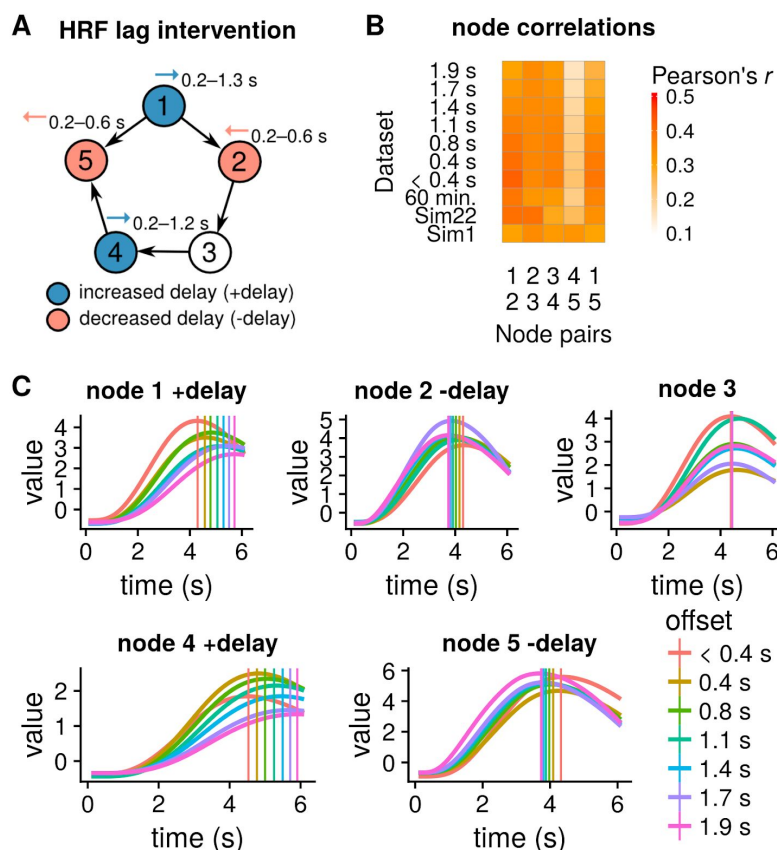 A HRF lag intervention
0.2–1.3 s
1
0.2–0.6 s
0.2–0.6 s
5
2
0.2–1.2 s
4
3
increased delay (+delay)
decreased delay (-delay)
B node correlations
Dataset
1.9 s
1.7 s
1.4 s
1.1 s
0.8 s
0.4 s
< 0.4 s
60 min.
Sim22
Sim1
1 2 3 4 1
2 3 4 5 5
Node pairs
Pearson's r
0.5
0.4
0.3
0.2
0.1
C
node 1 +delay
value
4
3
2
1
0
0 2 4 6
time (s)
node 2 -delay
value
5
4
3
2
1
0
0 2 4 6
time (s)
node 3
value
4
3
2
1
0
0 2 4 6
time (s)
node 4 +delay
value
2
1
0
0 2 4 6
time (s)
node 5 -delay
value
6
4
2
0
0 2 4 6
time (s)
offset
< 0.4 s
0.4 s
0.8 s
1.1 s
1.4 s
1.7 s
1.9 s